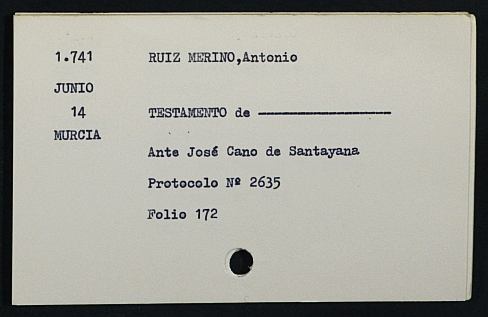 1.741 RUIZ MERINO,Antonio
JUNIO
14 TESTAMENTO de ——————————
MURCIA
Ante José Cano de Santayana
Protocolo Nº 2635
Folio 172